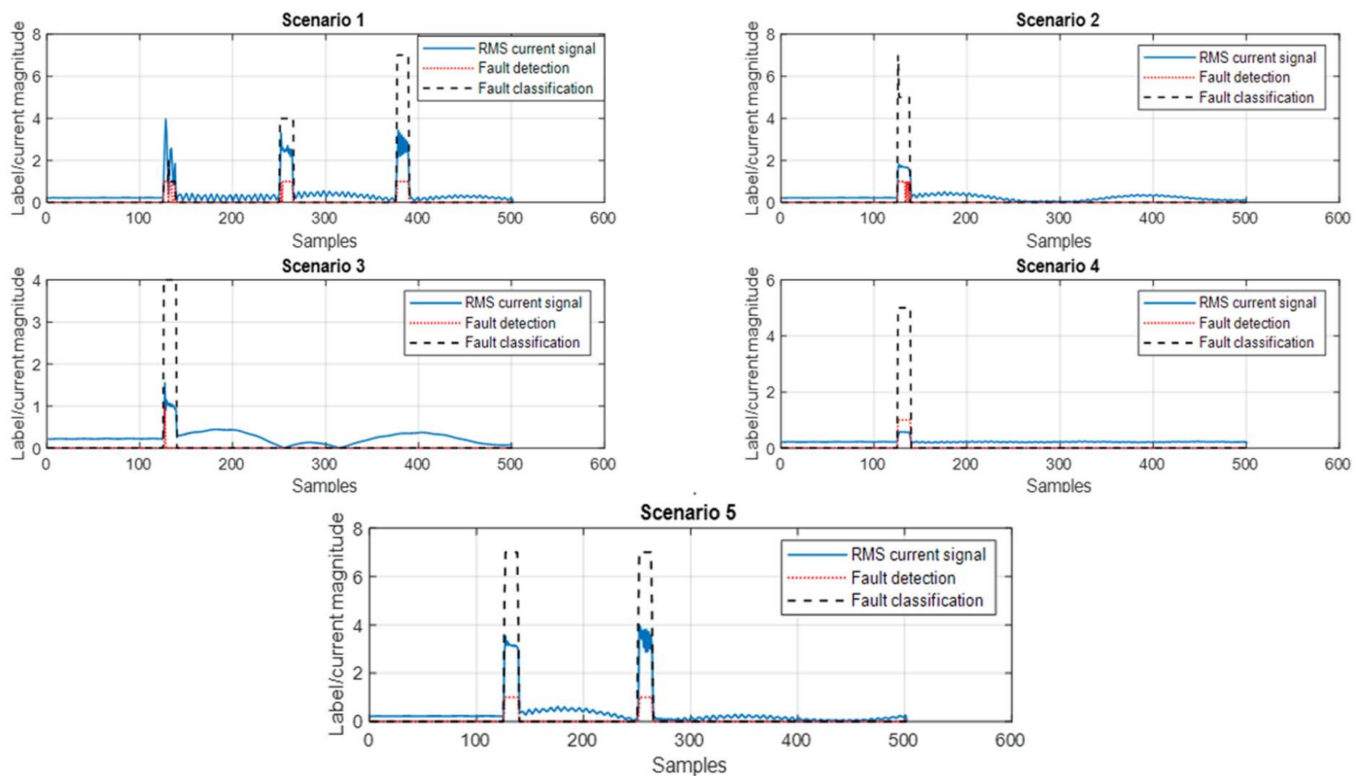 Scenario 1
Label/current magnitude
8
6
4
2
0
RMS current signal
Fault detection
Fault classification
0 100 200 300 400 500 600
Samples
Scenario 2
Label/current magnitude
8
6
4
2
0
RMS current signal
Fault detection
Fault classification
0 100 200 300 400 500 600
Samples
Scenario 3
Label/current magnitude
4
3
2
1
0
RMS current signal
Fault detection
Fault classification
0 100 200 300 400 500 600
Samples
Scenario 4
Label/current magnitude
6
4
2
0
RMS current signal
Fault detection
Fault classification
0 100 200 300 400 500 600
Samples
Scenario 5
Label/current magnitude
8
6
4
2
0
RMS current signal
Fault detection
Fault classification
0 100 200 300 400 500 600
Samples